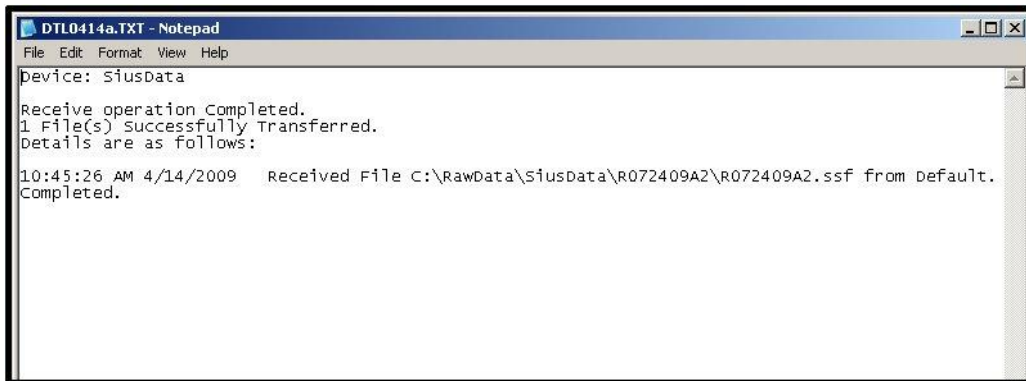 DTL0414a.TXT - Notepad
File Edit Format View Help
Device: SiusData
Receive operation Completed.
1 File(s) Successfully Transferred.
Details are as follows:
10:45:26 AM 4/14/2009 Received File C:\RawData\SiusData\R072409A2\R072409A2.ssf from Default.
Completed.